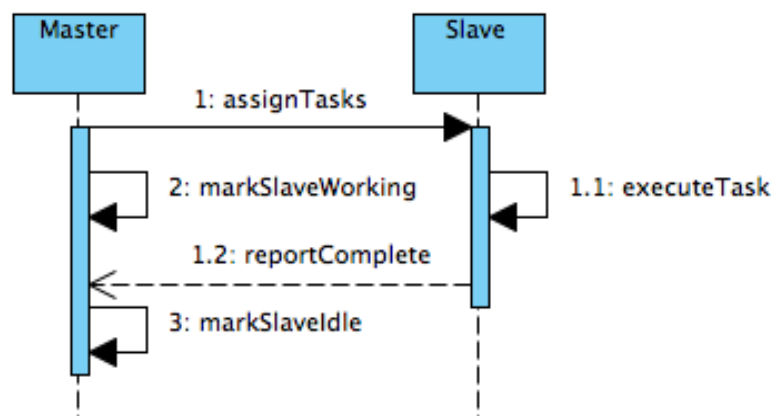 Master
Slave
1: assignTasks
2: markSlaveWorking
1.1: executeTask
1.2: reportComplete
3: markSlaveIdle